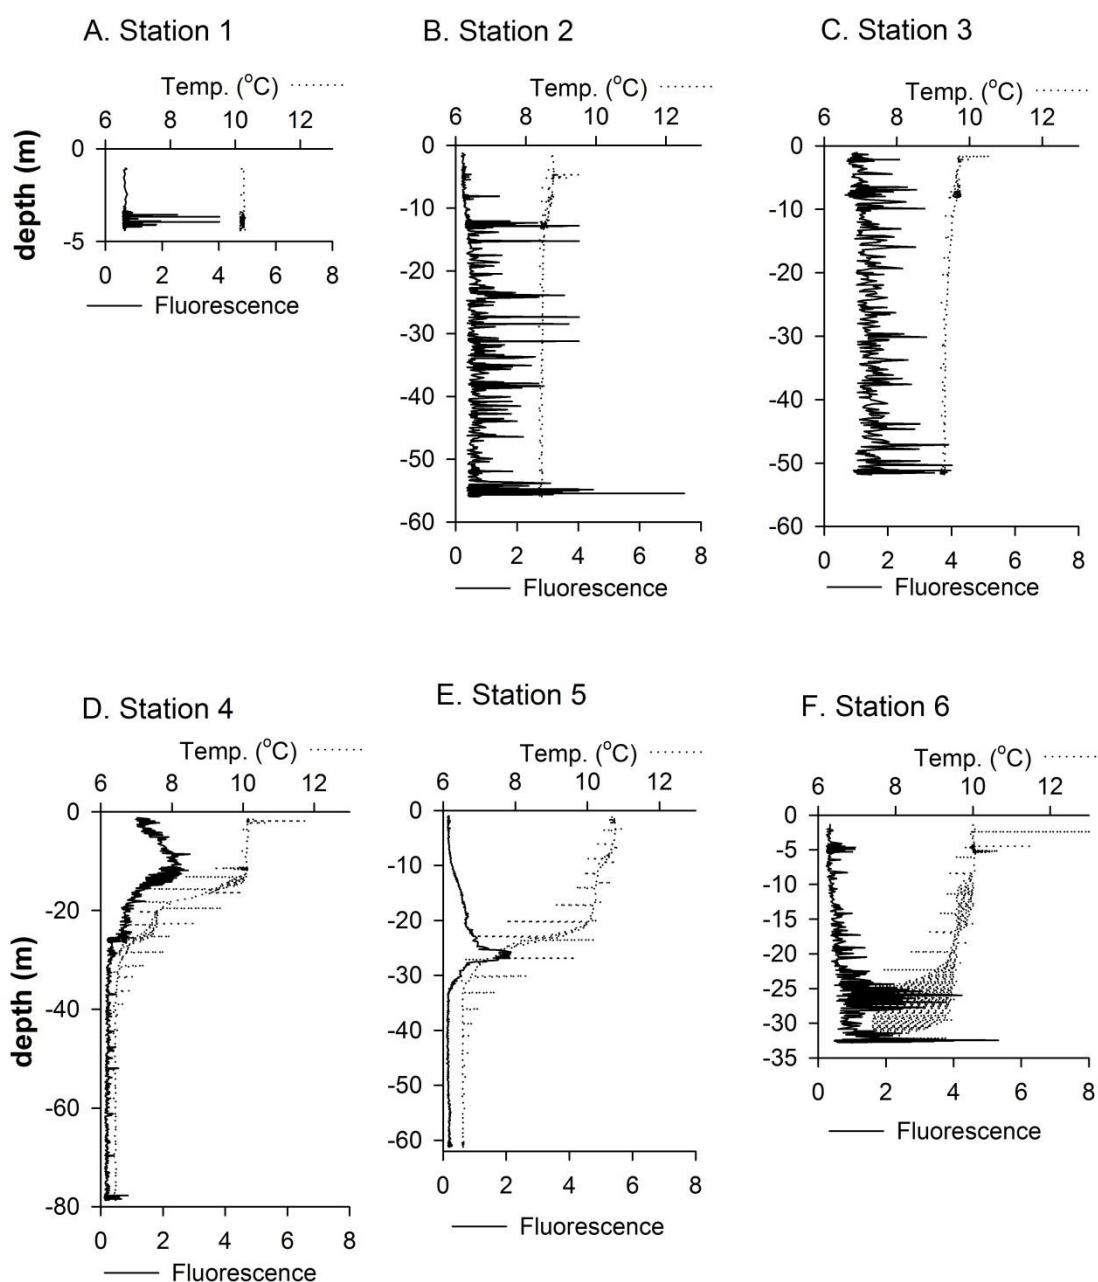 A. Station 1
Temp. (°C)
6 8 10 12
depth (m)
0
-5
0 2 4 6 8
Fluorescence
B. Station 2
Temp. (°C)
6 8 10 12
0
-10
-20
-30
-40
-50
-60
0 2 4 6 8
Fluorescence
C. Station 3
Temp. (°C)
6 8 10 12
0
-10
-20
-30
-40
-50
-60
0 2 4 6 8
Fluorescence
D. Station 4
Temp. (°C)
6 8 10 12
depth (m)
0
-20
-40
-60
-80
0 2 4 6 8
Fluorescence
E. Station 5
Temp. (°C)
6 8 10 12
0
-10
-20
-30
-40
-50
-60
0 2 4 6 8
Fluorescence
F. Station 6
Temp. (°C)
6 8 10 12
0
-5
-10
-15
-20
-25
-30
-35
0 2 4 6 8
Fluorescence